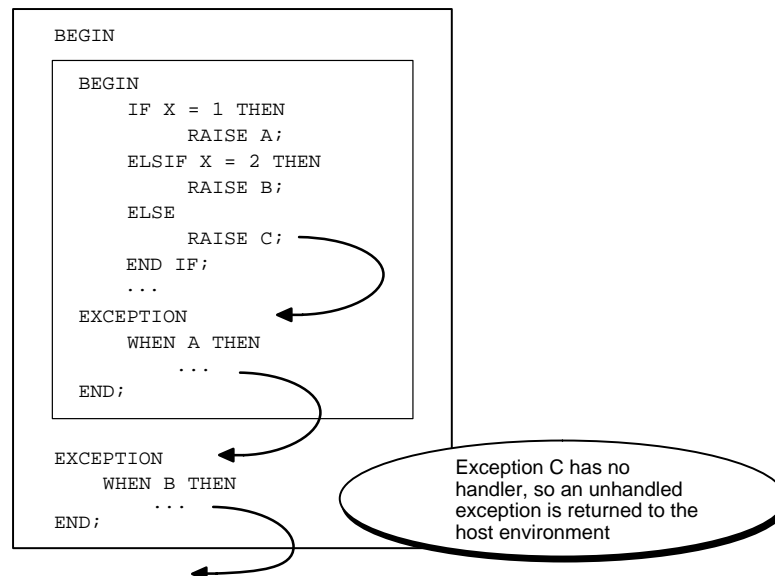 BEGIN
BEGIN
IF X = 1 THEN
RAISE A;
ELSIF X = 2 THEN
RAISE B;
ELSE
RAISE C;
END IF;
...
EXCEPTION
WHEN A THEN
...
END;
EXCEPTION
WHEN B THEN
...
END;
Exception C has no
handler, so an unhandled
exception is returned to the
host environment